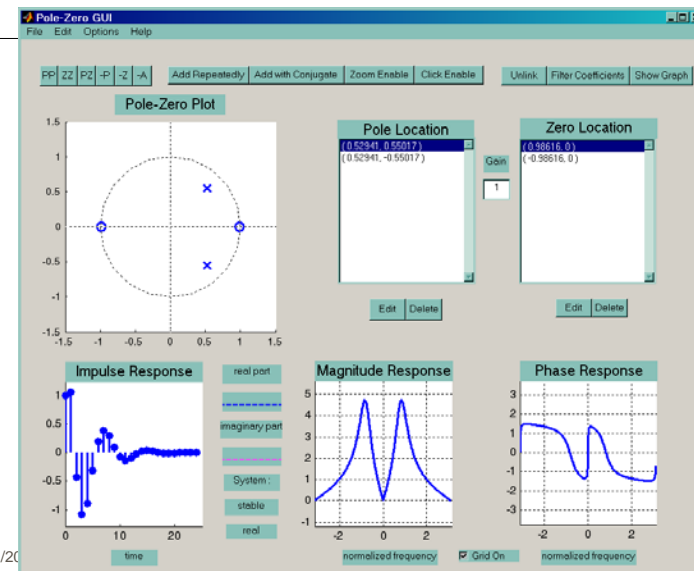 Pole-Zero GUI
File Edit Options Help
PP ZZ PZ -P -Z -A Add Repeatedly Add with Conjugate Zoom Enable Click Enable Unlink Filter Coefficients Show Graph
Pole-Zero Plot
1.5
1
0.5
0
-0.5
-1
-1.5
-1.5 -1 -0.5 0 0.5 1 1.5
Pole Location
(0.52941, 0.55017)
(0.52941, -0.55017)
Edit Delete
Gain
1
Zero Location
(0.98616, 0)
(-0.98616, 0)
Edit Delete
Impulse Response
1
0.5
0
-0.5
-1
0 10 20
time
real part
imaginary part
System :
stable
real
Magnitude Response
5
4
3
2
1
0
-1
-2 0 2
normalized frequency
Grid On
Phase Response
3
2
1
0
-1
-2
-3
-2 0 2
normalized frequency